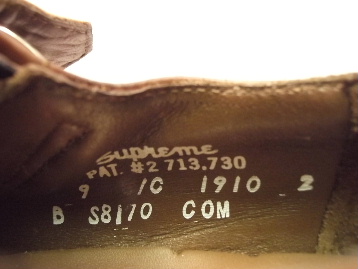 Supreme
PAT. #2,713,730
9 /C 1910 2
B S8170 COM